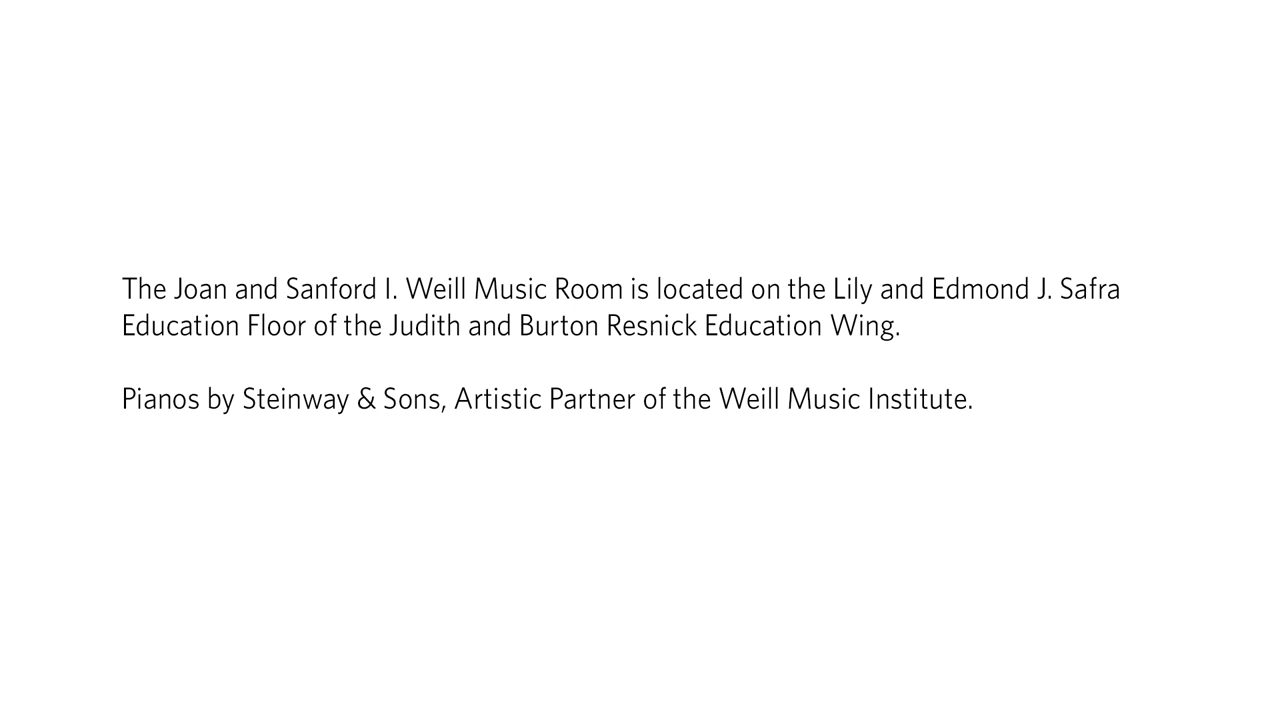 The Joan and Sanford I. Weill Music Room is located on the Lily and Edmond J. Safra
Education Floor of the Judith and Burton Resnick Education Wing.
Pianos by Steinway & Sons, Artistic Partner of the Weill Music Institute.